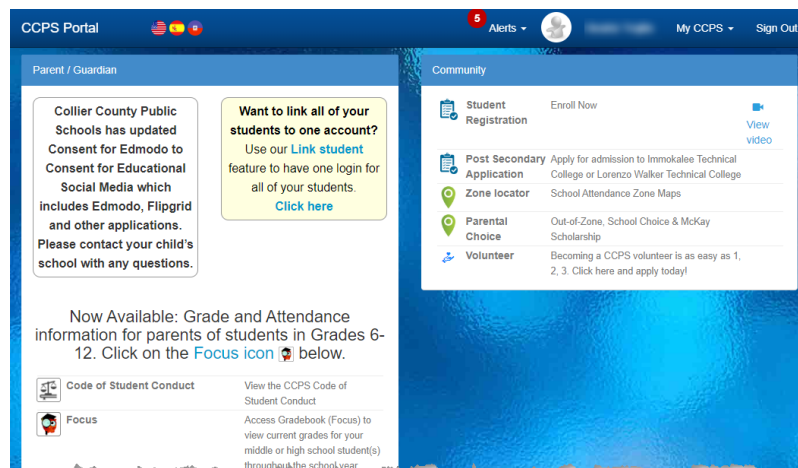 CCPS Portal
5
Alerts
My CCPS
Sign Out
Parent / Guardian
Collier County Public
Schools has updated
Consent for Edmodo to
Consent for Educational
Social Media which
includes Edmodo, Flipgrid
and other applications.
Please contact your child's
school with any questions.
Want to link all of your
students to one account?
Use our Link student
feature to have one login for
all of your students.
Click here
Now Available: Grade and Attendance
information for parents of students in Grades 6-
12. Click on the Focus icon below.
Code of Student Conduct
View the CCPS Code of
Student Conduct
Focus
Access Gradebook (Focus) to
view current grades for your
middle or high school student(s)
throughout the school year
Community
Student
Registration
Enroll Now
View
video
Post Secondary
Application
Apply for admission to Immokalee Technical
College or Lorenzo Walker Technical College
Zone locator
School Attendance Zone Maps
Parental
Choice
Out-of-Zone, School Choice & McKay
Scholarship
Volunteer
Becoming a CCPS volunteer is as easy as 1,
2, 3. Click here and apply today!